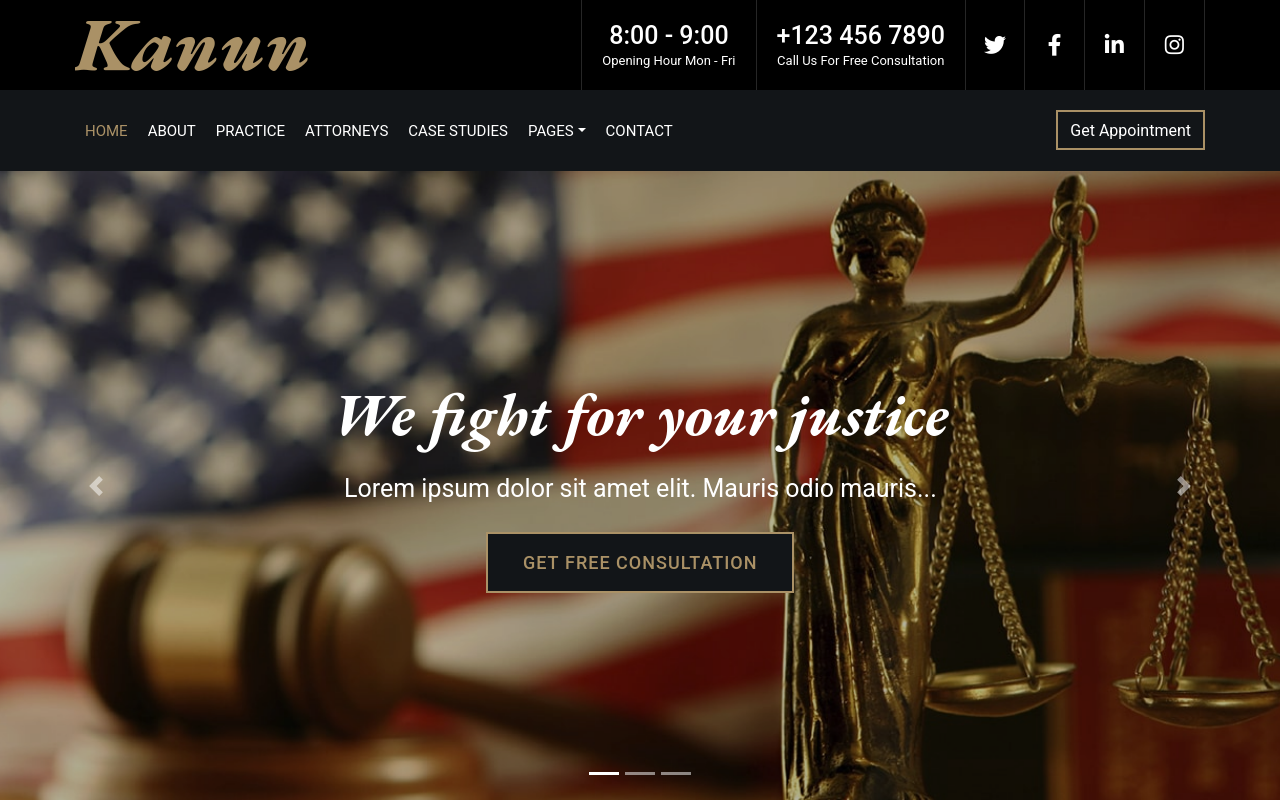 Kanun
8:00 - 9:00
Opening Hour Mon - Fri
+123 456 7890
Call Us For Free Consultation
HOME
ABOUT
PRACTICE
ATTORNEYS
CASE STUDIES
PAGES
CONTACT
Get Appointment
We fight for your justice
Lorem ipsum dolor sit amet elit. Mauris odio mauris...
GET FREE CONSULTATION